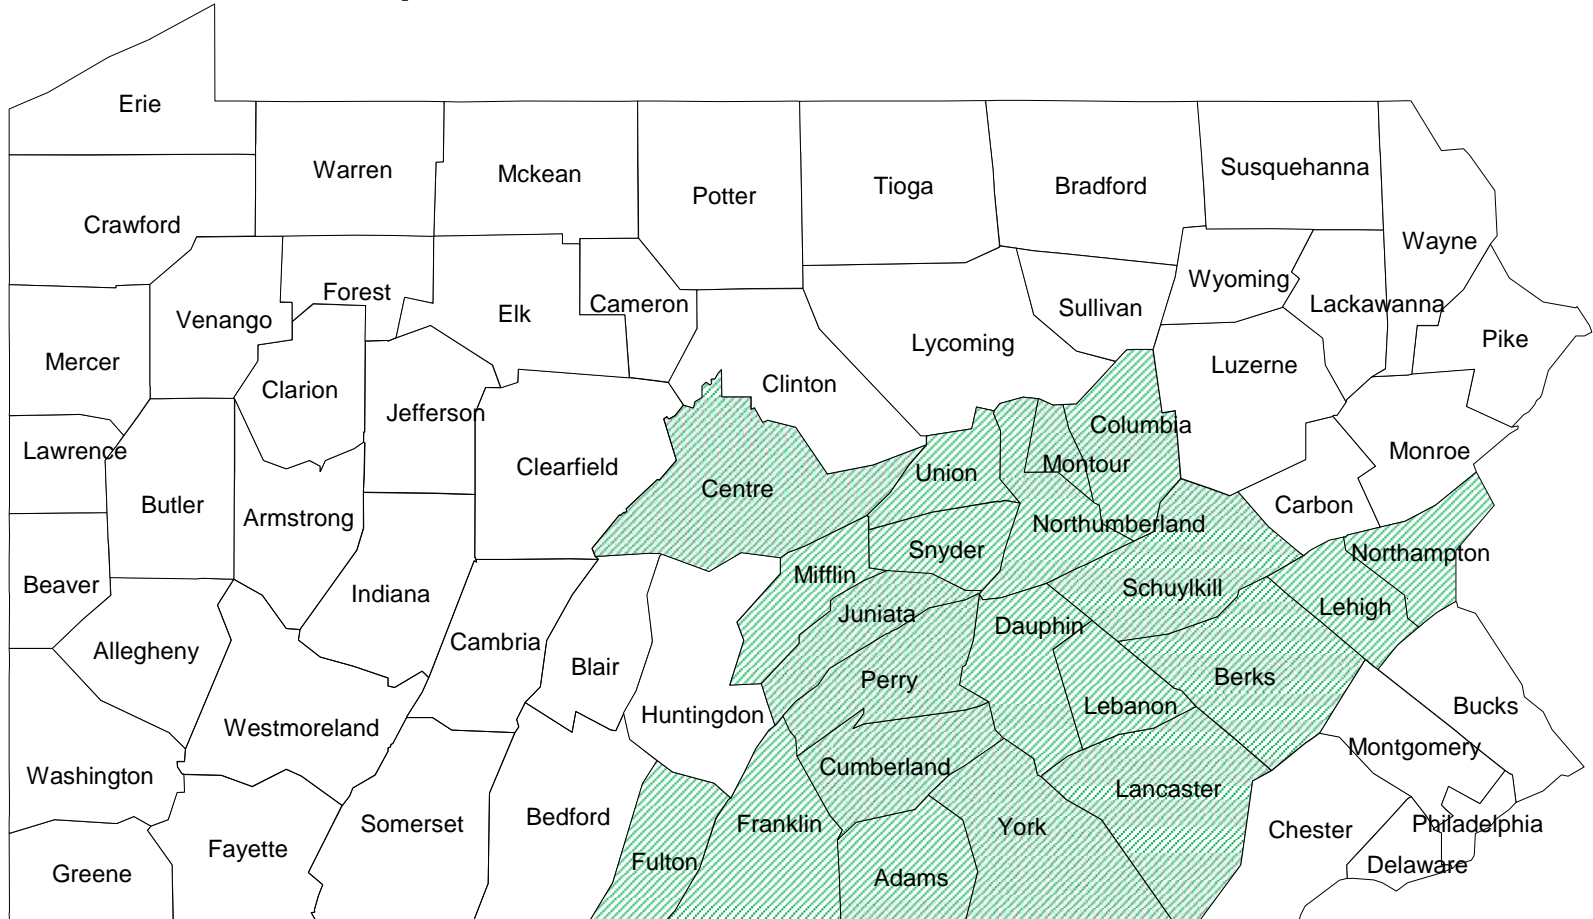 Erie
Warren
Mckean
Potter
Tioga
Bradford
Susquehanna
Crawford
Wayne
Forest
Venango
Elk
Cameron
Sullivan
Wyoming
Lackawanna
Mercer
Clarion
Jefferson
Clinton
Lycoming
Luzerne
Pike
Lawrence
Butler
Armstrong
Clearfield
Centre
Union
Montour
Columbia
Carbon
Monroe
Beaver
Indiana
Snyder
Northumberland
Northampton
Allegheny
Cambria
Blair
Mifflin
Juniata
Dauphin
Schuylkill
Lehigh
Westmoreland
Huntingdon
Perry
Lebanon
Berks
Bucks
Washington
Cumberland
Lancaster
Montgomery
Greene
Fayette
Somerset
Bedford
Fulton
Franklin
Adams
York
Chester
Delaware
Philadelphia